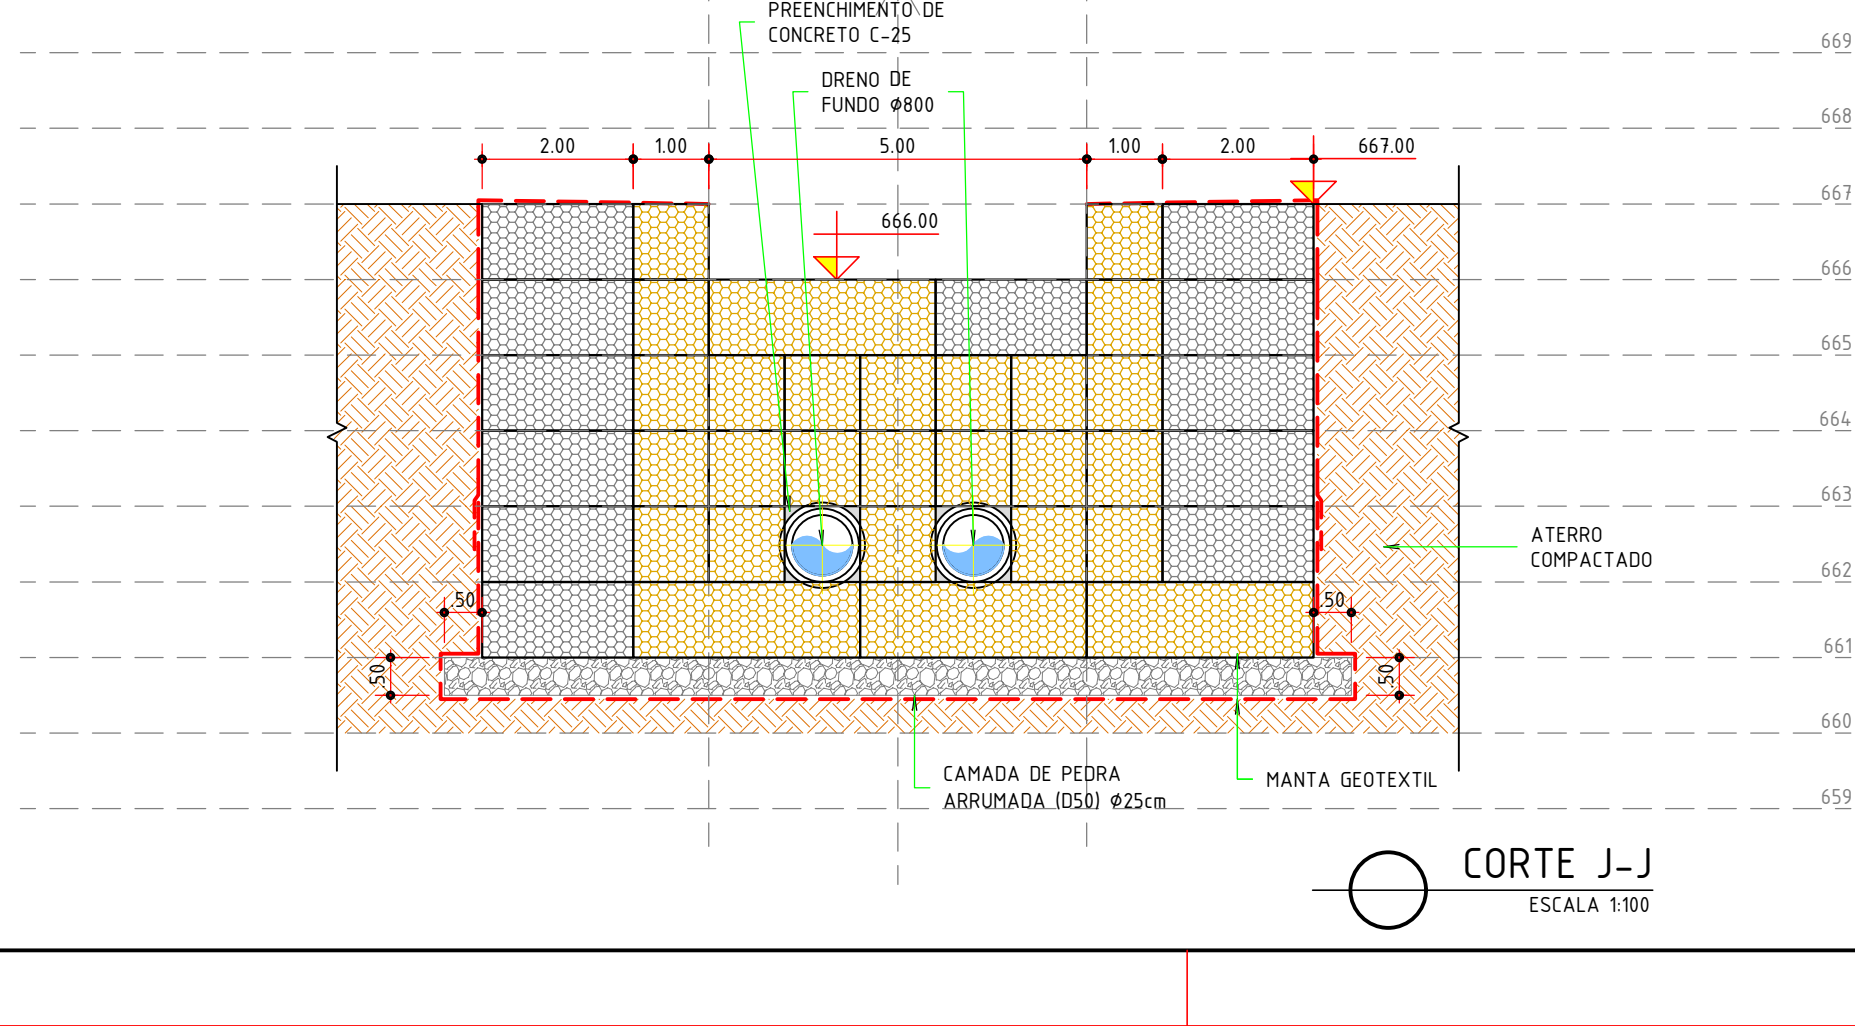 PREENCHIMENTO DE
CONCRETO C-25
669
DRENO DE
FUNDO Ø800
668
2.00 1.00 5.00 1.00 2.00 667.00
667
666.00
666
665
664
663
ATERRO
COMPACTADO
662
.50 .50
661
.50 .50
660
CAMADA DE PEDRA
ARRUMADA (D50) Ø25cm
MANTA GEOTEXTIL
659
CORTE J-J
ESCALA 1:100